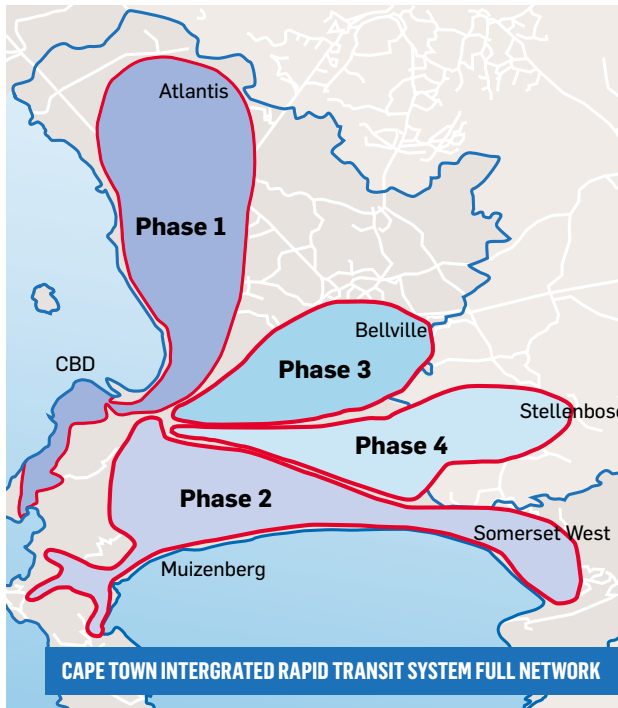 Atlantis
Phase 1
Bellville
CBD
Phase 3
Stellenbosc
Phase 4
Phase 2
Somerset West
Muizenberg
CAPE TOWN INTERGRATED RAPID TRANSIT SYSTEM FULL NETWORK